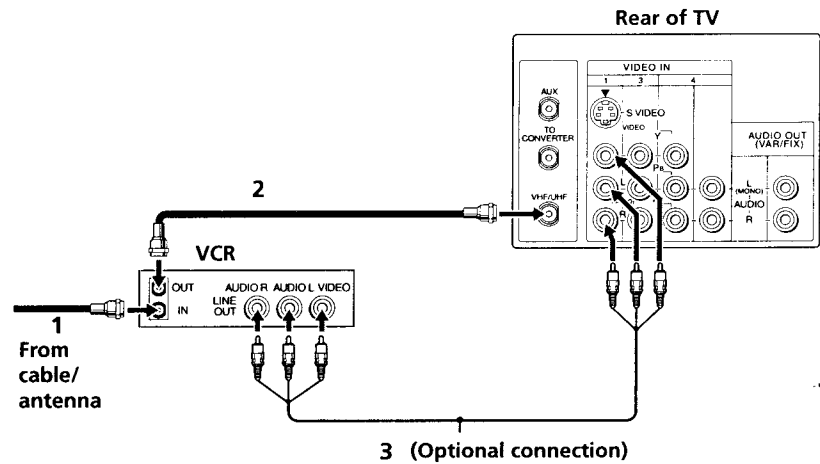 Rear of TV
VIDEO IN
1 3 4
AUX
S VIDEO
TO
CONVERTER
VIDEO
Y
AUDIO OUT
(VAR/FIX)
PB
VHF/UHF
L
L
(MONO)
AUDIO
R
R
2
VCR
OUT
IN
AUDIO R AUDIO L VIDEO
LINE
OUT
1
From
cable/
antenna
3 (Optional connection)